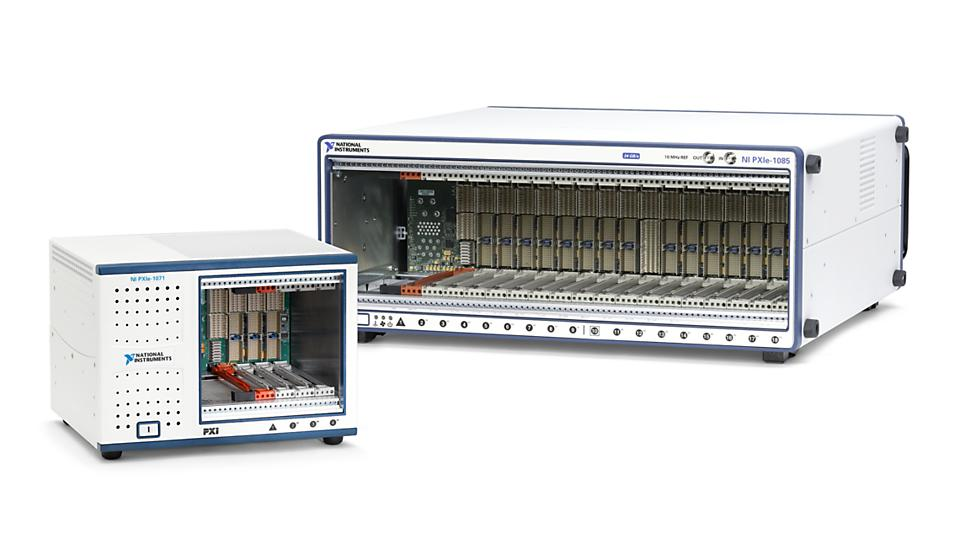 NATIONAL
INSTRUMENTS
24 GB/s
10 MHz REF OUT IN NI PXIe-1085
2 3 4 5 6 7 8 9 10 11 12 13 14 15 16 17 18
NI PXIe-1071
NATIONAL
INSTRUMENTS
PXI
2 3 4